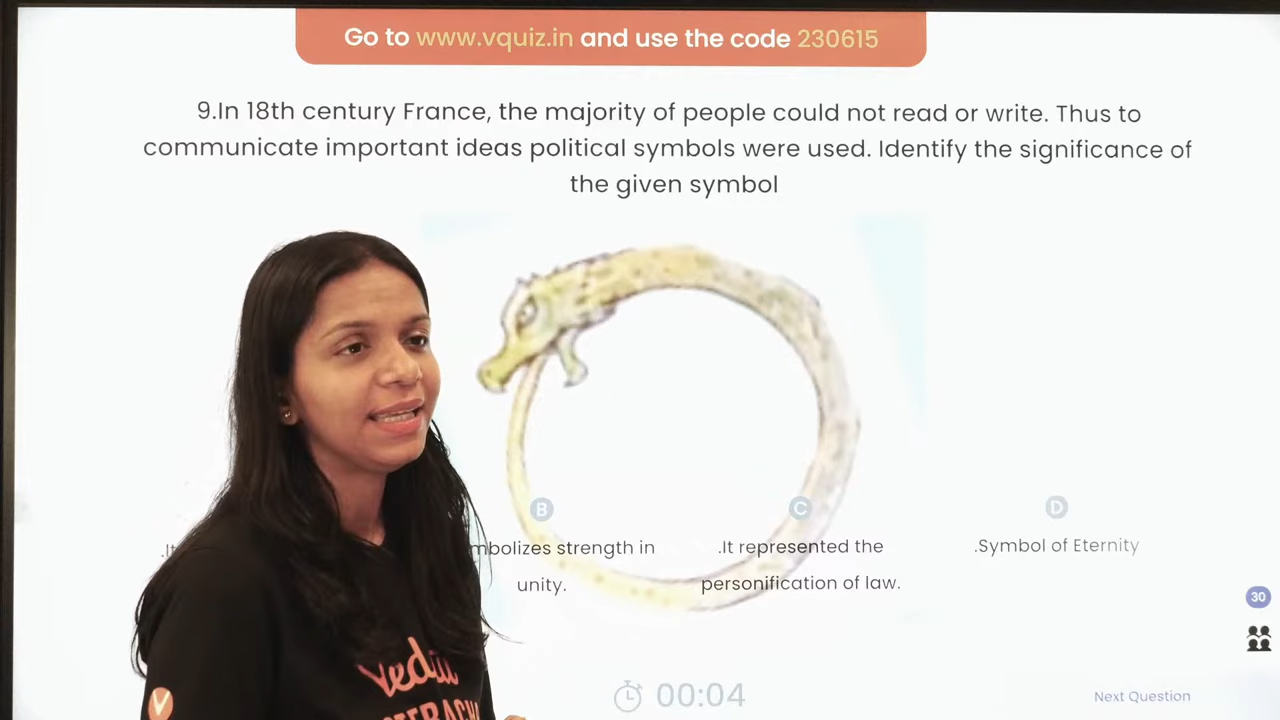 Go to www.vquiz.in and use the code 230615
9.In 18th century France, the majority of people could not read or write. Thus to
communicate important ideas political symbols were used. Identify the significance of
the given symbol
B
C
D
strength in
.It represented the
.Symbol of Eternity
unity.
personification of law.
30
00:04
Next Question
V